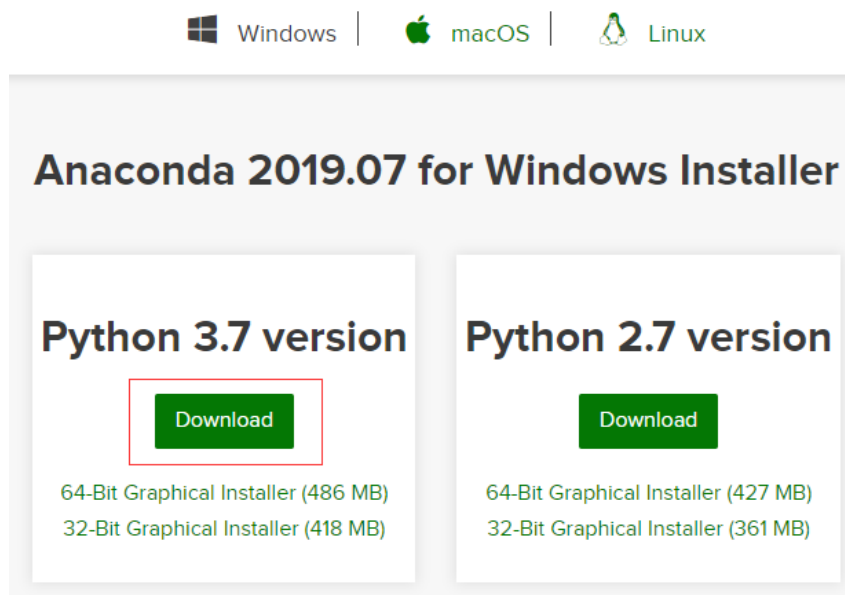 Windows macOS Linux
Anaconda 2019.07 for Windows Installer
Python 3.7 version
Download
64-Bit Graphical Installer (486 MB)
32-Bit Graphical Installer (418 MB)
Python 2.7 version
Download
64-Bit Graphical Installer (427 MB)
32-Bit Graphical Installer (361 MB)